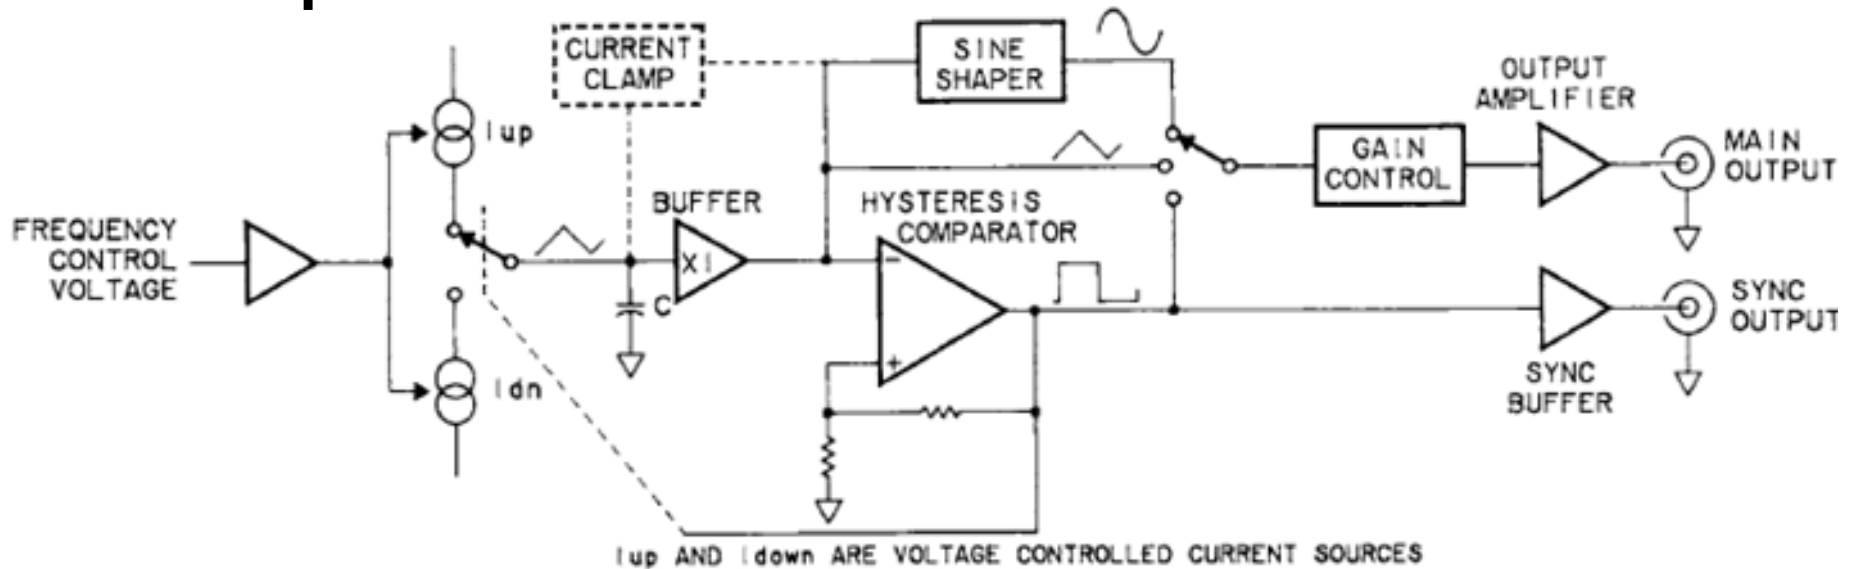 CURRENT
CLAMP
SINE
SHAPER
OUTPUT
AMPLIFIER
Iup
GAIN
CONTROL
MAIN
OUTPUT
FREQUENCY
CONTROL
VOLTAGE
BUFFER
X1
HYSTERESIS
COMPARATOR
-
+
C
SYNC
OUTPUT
SYNC
BUFFER
Idn
Iup AND Idown ARE VOLTAGE CONTROLLED CURRENT SOURCES